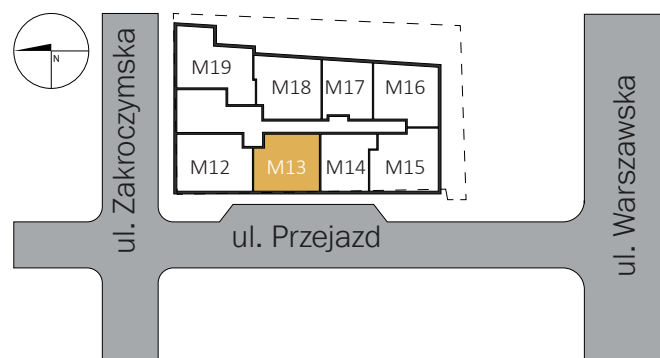 N
M19
M18
M17
M16
M12
M13
M14
M15
ul. Zakroczymska
ul. Przejazd
ul. Warszawska